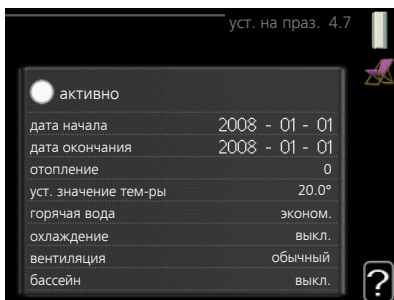 уст. на праз. 4.7
активно
дата начала 2008 - 01 - 01
дата окончания 2008 - 01 - 01
отопление 0
уст. значение тем-ры 20.0°
горячая вода эконом.
охлаждение выкл.
вентиляция обычный
бассейн выкл.
?